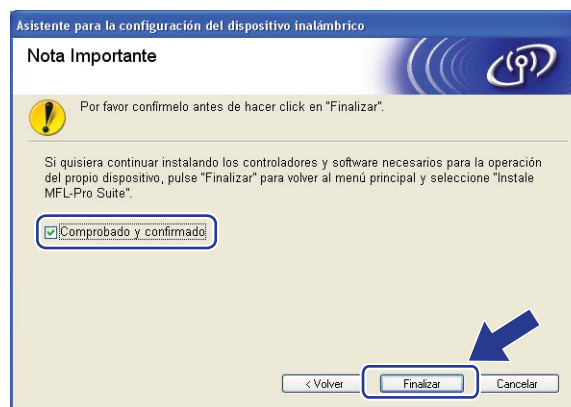 Asistente para la configuración del dispositivo inalámbrico
Nota Importante
Por favor confírmelo antes de hacer click en "Finalizar".
Si quisiera continuar instalando los controladores y software necesarios para la operación
del propio dispositivo, pulse "Finalizar" para volver al menú principal y seleccione "Instale
MFL-Pro Suite".
Comprobado y confirmado
< Volver
Finalizar
Cancelar